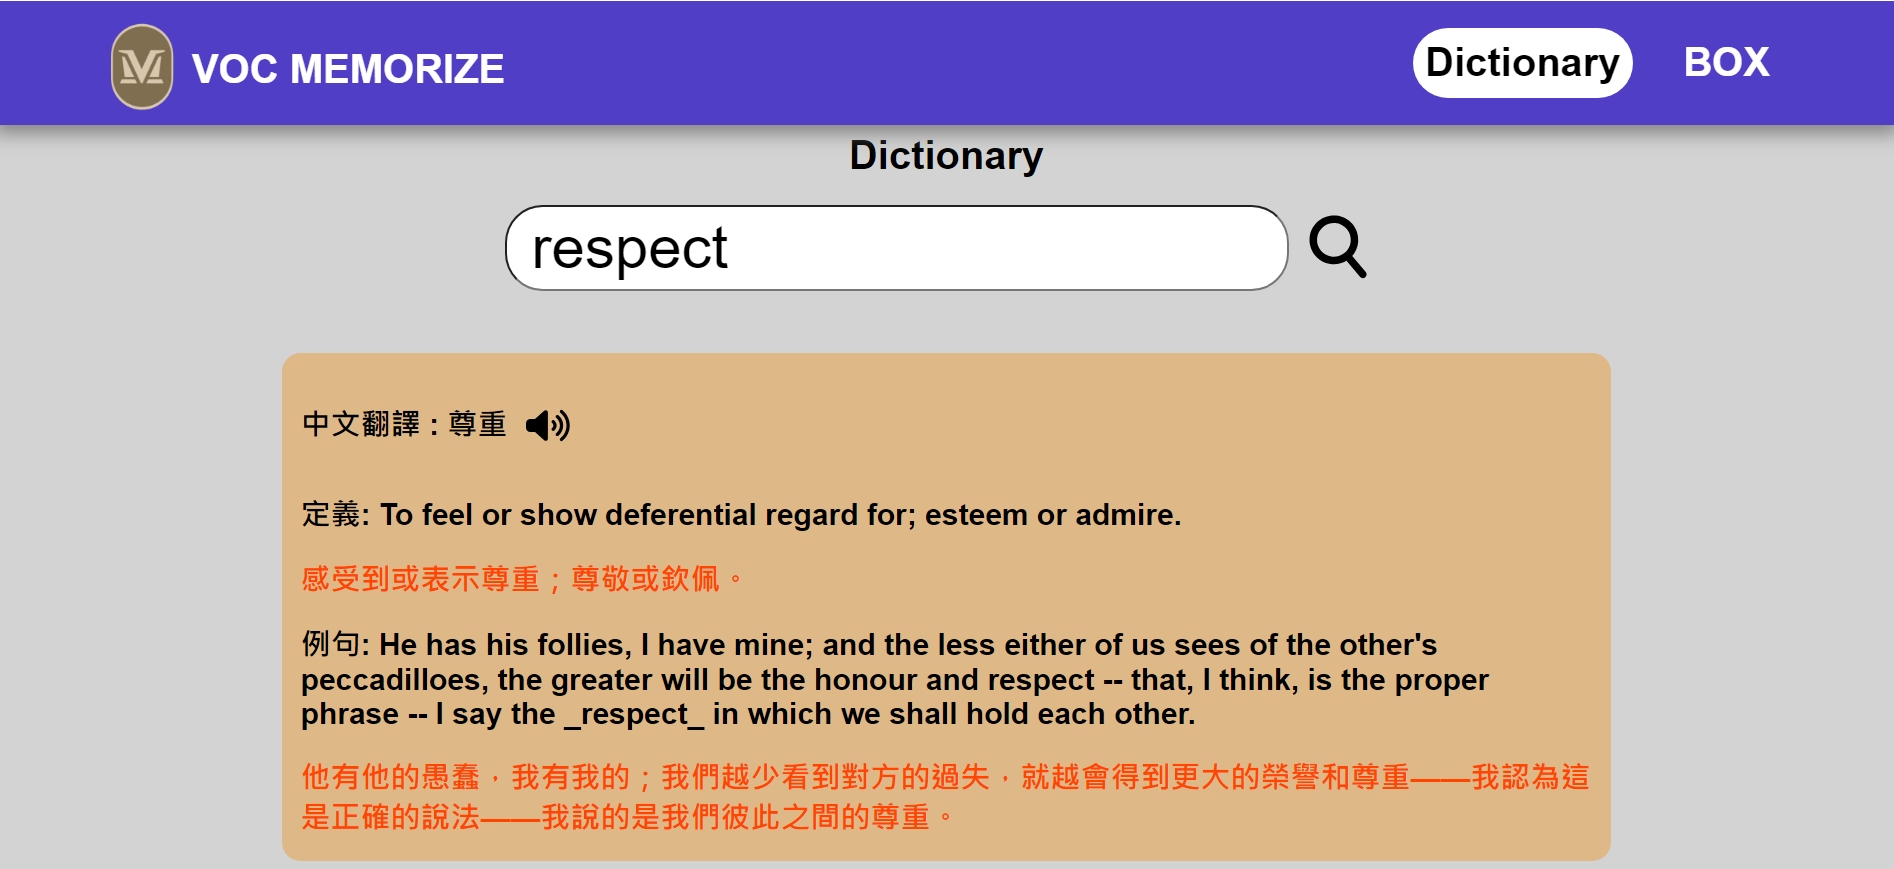 VOC MEMORIZE
Dictionary
BOX
Dictionary
respect
中文翻譯 : 尊重
定義: To feel or show deferential regard for; esteem or admire.
感受到或表示尊重；尊敬或欽佩。
例句: He has his follies, I have mine; and the less either of us sees of the other's
peccadilloes, the greater will be the honour and respect -- that, I think, is the proper
phrase -- I say the _respect_ in which we shall hold each other.
他有他的愚蠢，我有我的；我們越少看到對方的過失，就越會得到更大的榮譽和尊重——我認為這
是正確的說法——我說的是我們彼此之間的尊重。